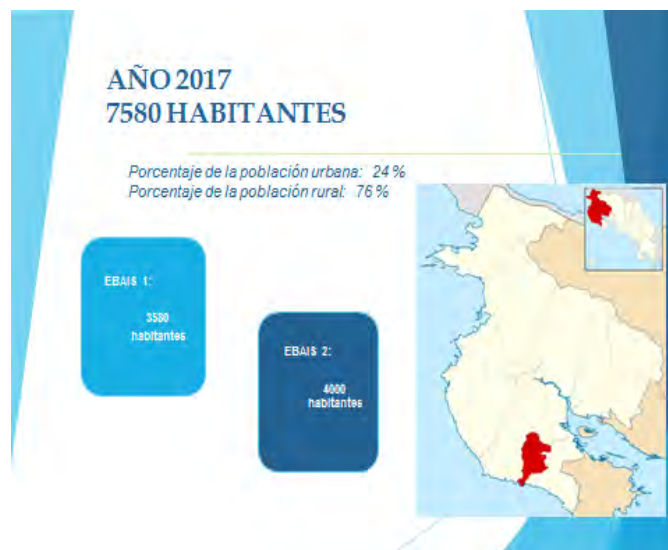 AÑO 2017
7580 HABITANTES
Porcentaje de la población urbana: 24 %
Porcentaje de la población rural: 76 %
EBAIS 1:
3580
habitantes
EBAIS 2:
4000
habitantes